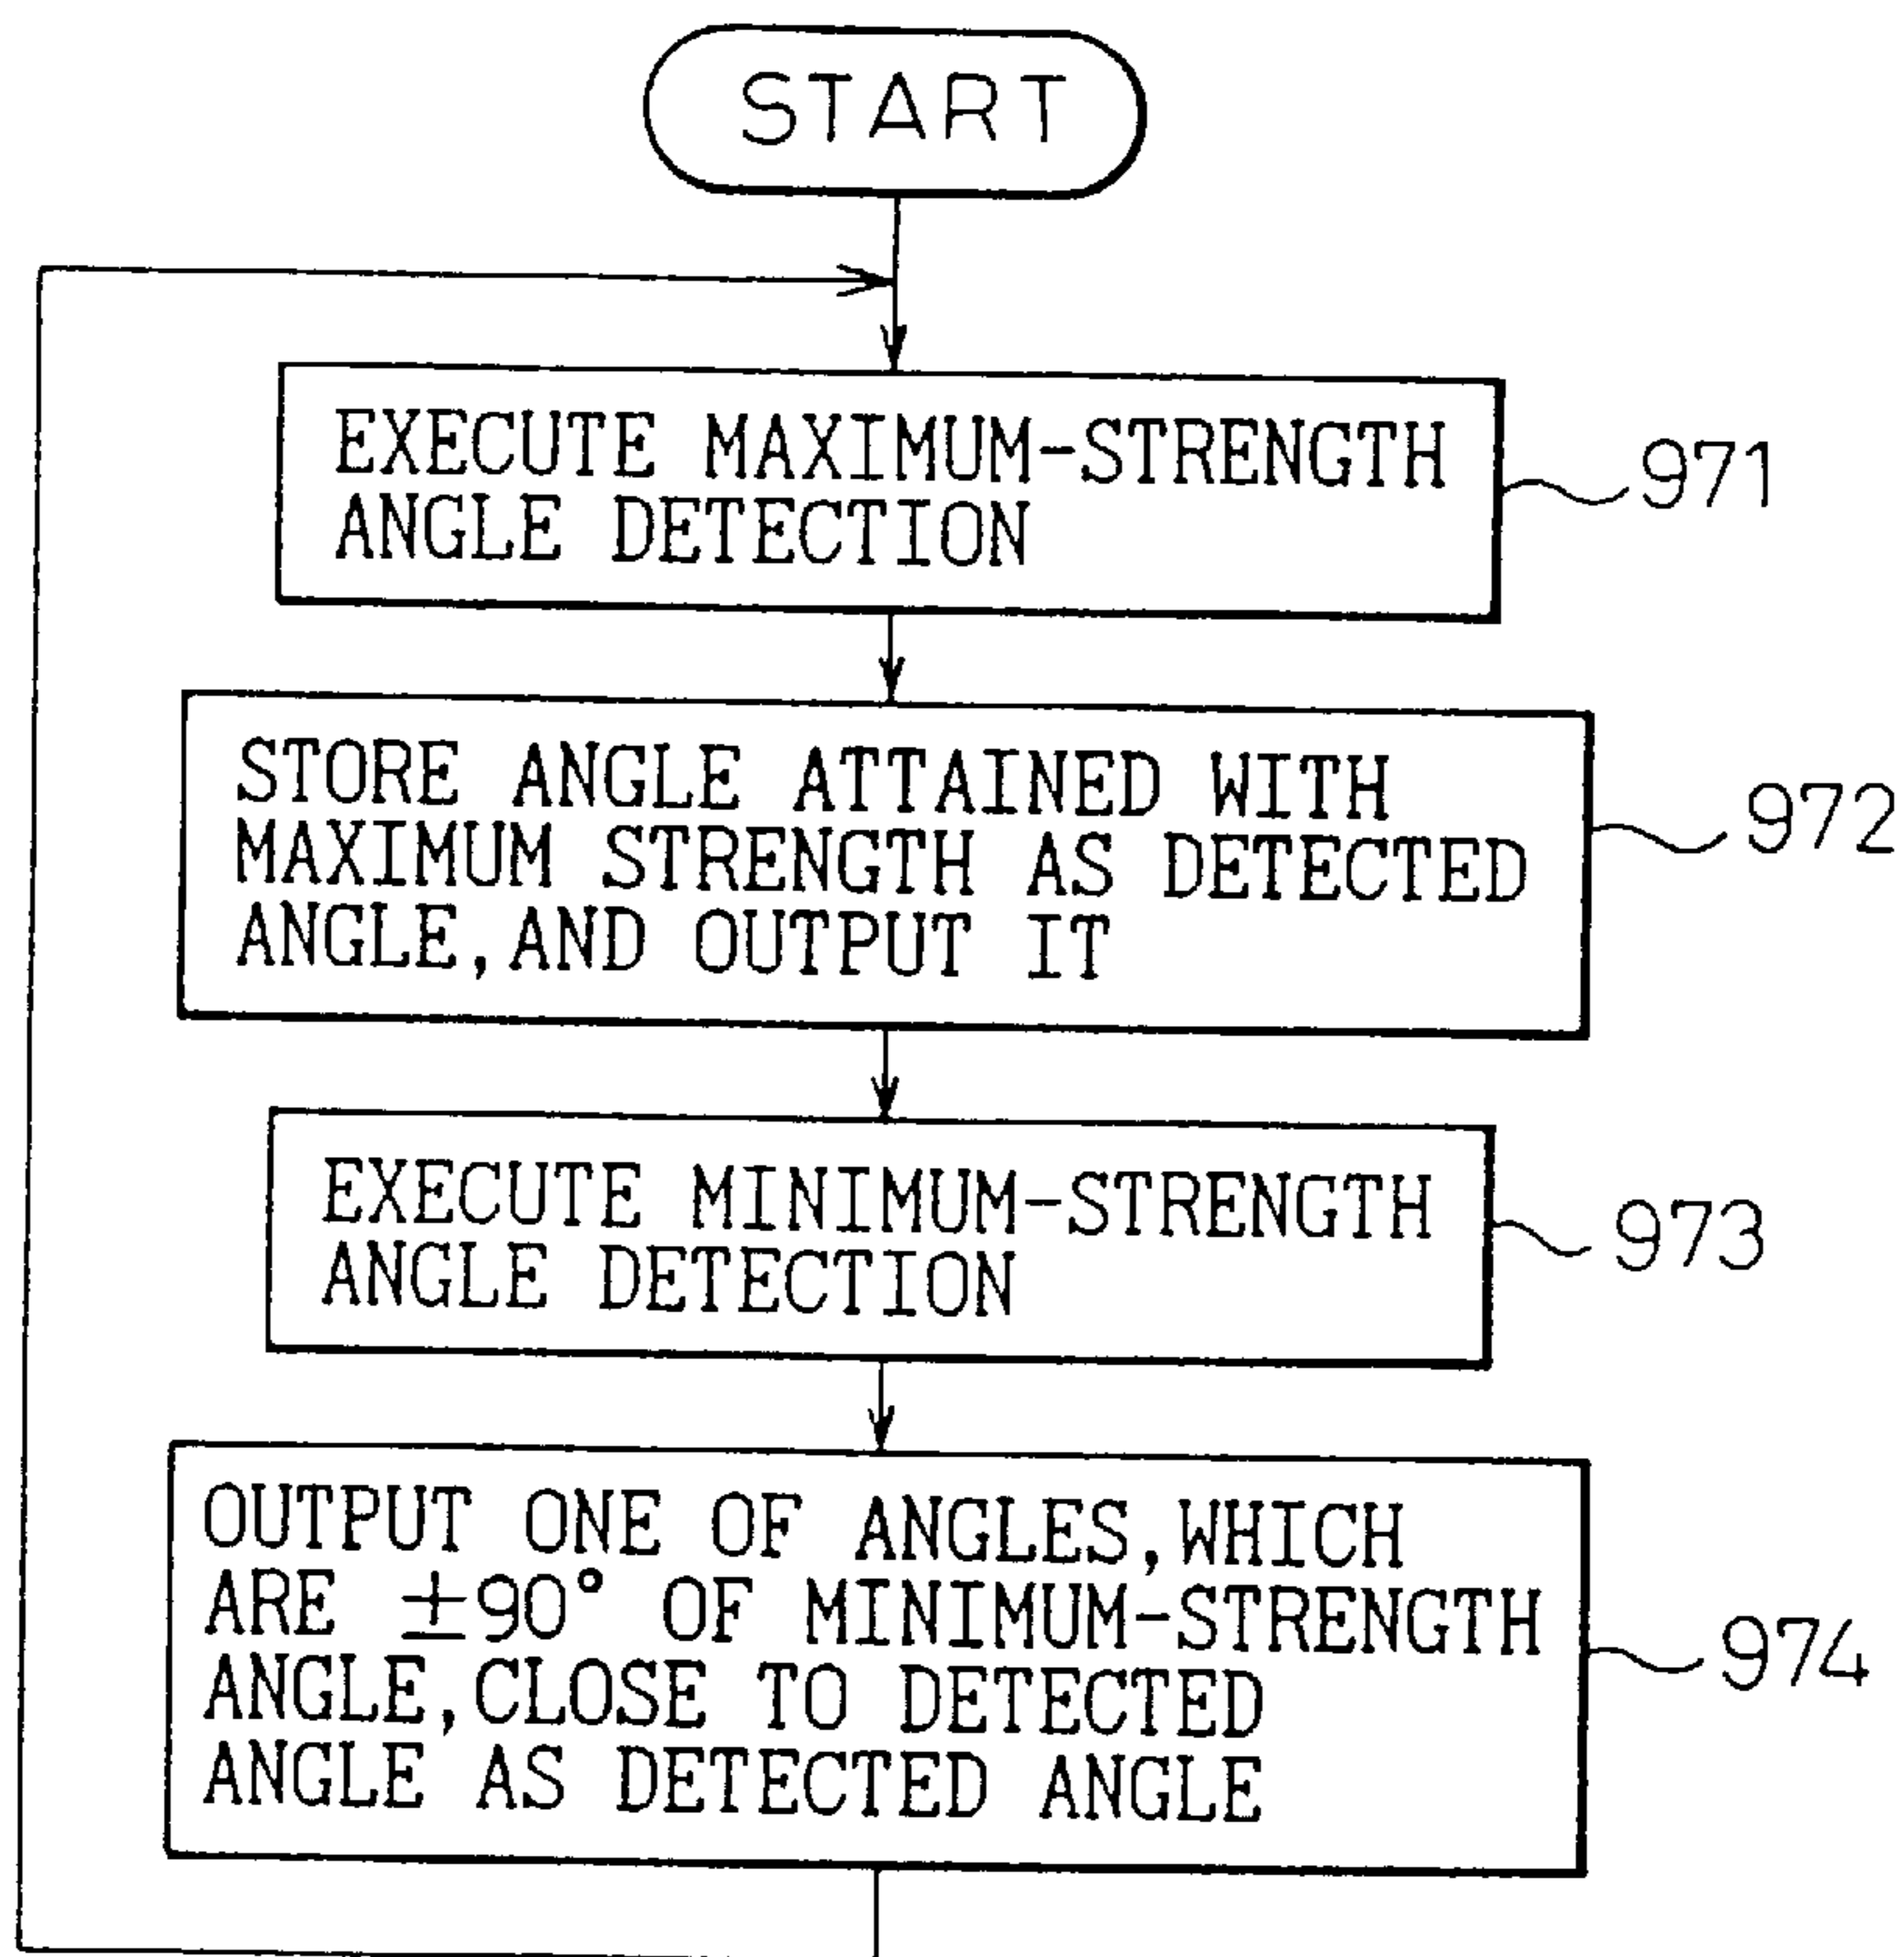 START
EXECUTE MAXIMUM-STRENGTH
ANGLE DETECTION
971
STORE ANGLE ATTAINED WITH
MAXIMUM STRENGTH AS DETECTED
ANGLE, AND OUTPUT IT
972
EXECUTE MINIMUM-STRENGTH
ANGLE DETECTION
973
OUTPUT ONE OF ANGLES, WHICH
ARE ±90° OF MINIMUM-STRENGTH
ANGLE, CLOSE TO DETECTED
ANGLE AS DETECTED ANGLE
974